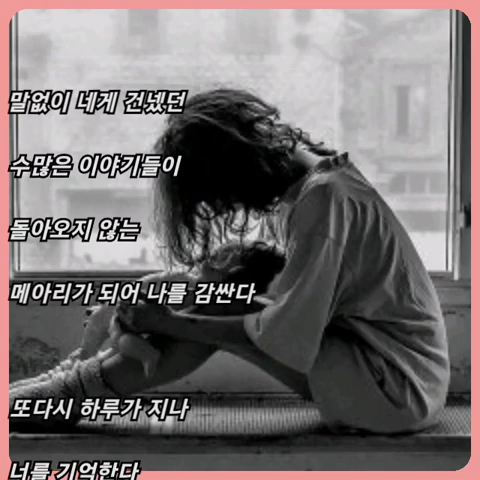 말없이 네게 건넸던
수많은 이야기들이
돌아오지 않는
메아리가 되어 나를 감싼다
또다시 하루가 지나
너를 기억한다